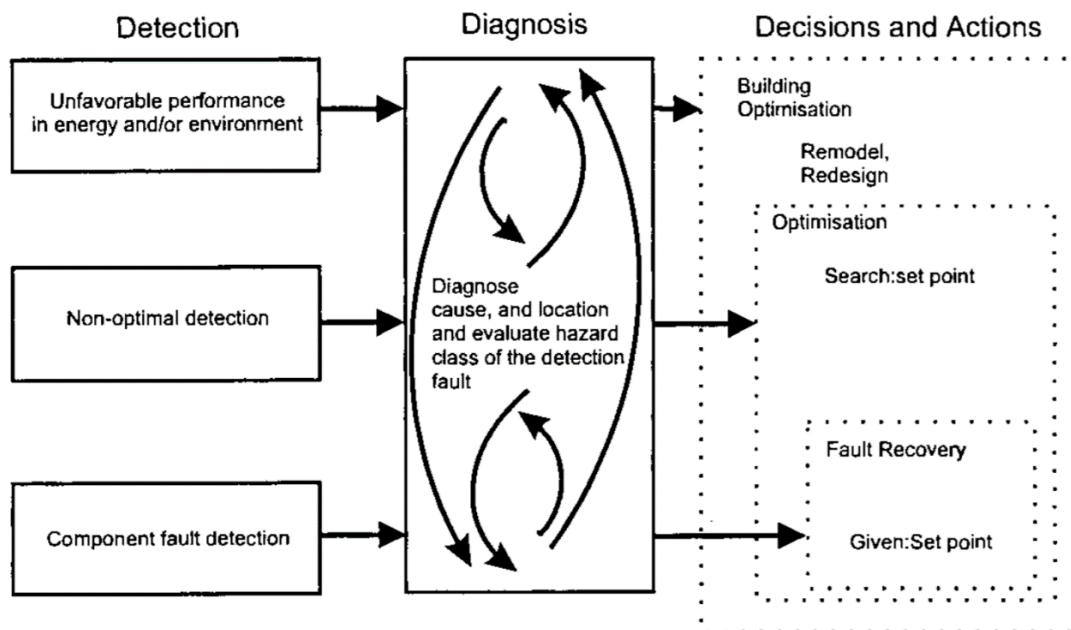 Detection
Diagnosis
Decisions and Actions
Unfavorable performance
in energy and/or environment
Non-optimal detection
Component fault detection
Diagnose
cause, and location
and evaluate hazard
class of the detection
fault
Building
Optimisation
Remodel,
Redesign
Optimisation
Search:set point
Fault Recovery
Given:Set point